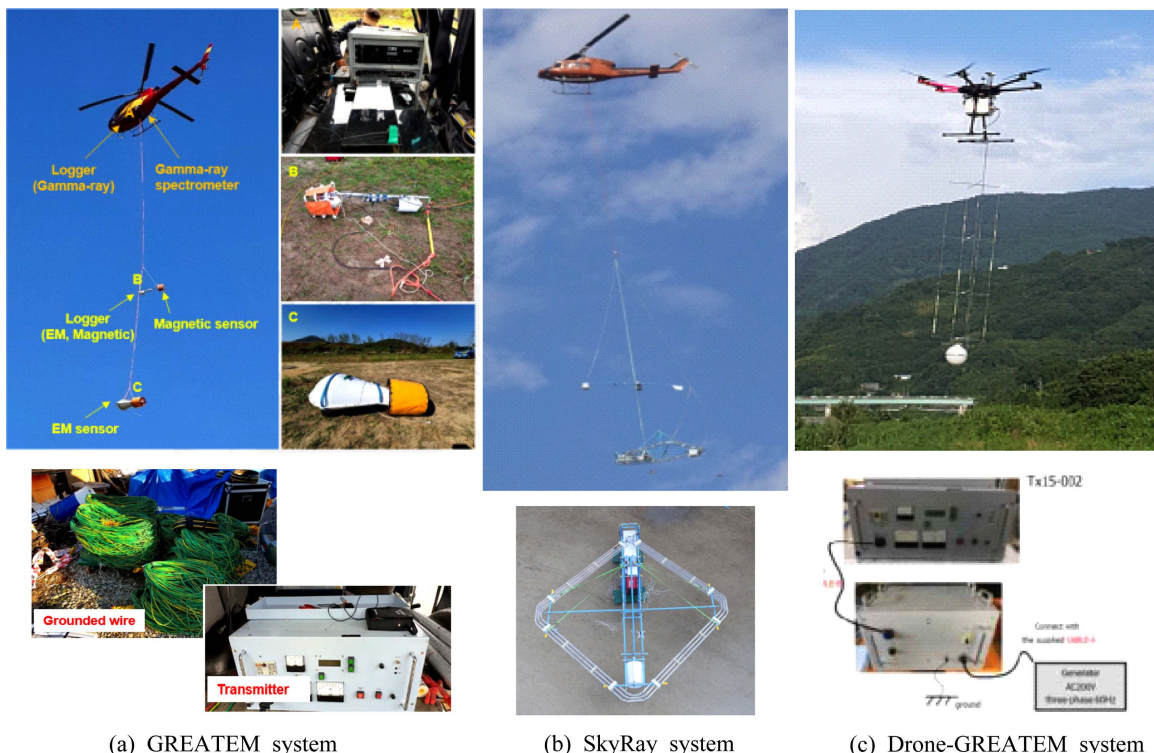 A
Logger
(Gamma-ray)
Gamma-ray
spectrometer
B
B
Logger
(EM, Magnetic)
Magnetic sensor
C
C
EM sensor
Grounded wire
Transmitter
Tx15-002
Connect with
the supplied CABLE-A
Generator
AC200V
three-phase 60Hz
ground
(a) GREATEM system
(b) SkyRay system
(c) Drone-GREATEM system